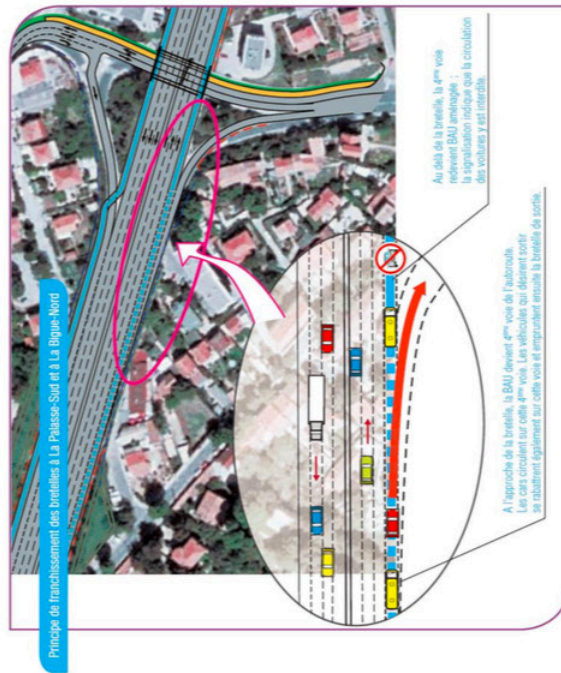 Principe de franchissement des bretelles à La Palasse-Sud et à La Bigue-Nord
A l'approche de la bretelle, la BAU devient 4ème voie de l'autoroute.
Les cars circulent sur cette 4ème voie. Les véhicules qui désirent sortir
se rabattent également sur cette voie et empruntent ensuite la bretelle de sortie.
Au delà de la bretelle, la 4ème voie
redevient BAU aménagée ;
la signalisation indique que la circulation
des voitures y est interdite.